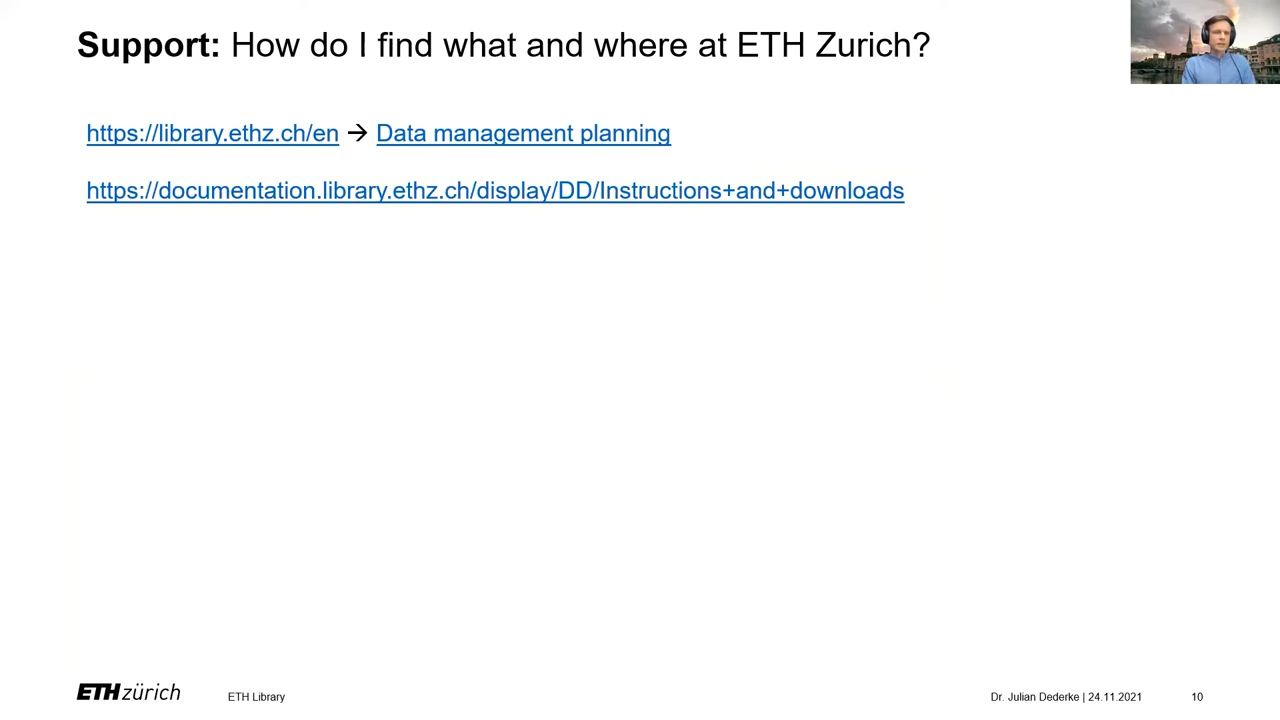 Support: How do I find what and where at ETH Zurich?
https://library.ethz.ch/en → Data management planning
https://documentation.library.ethz.ch/display/DD/Instructions+and+downloads
ETH zürich
ETH Library
Dr. Julian Dederke | 24.11.2021
10